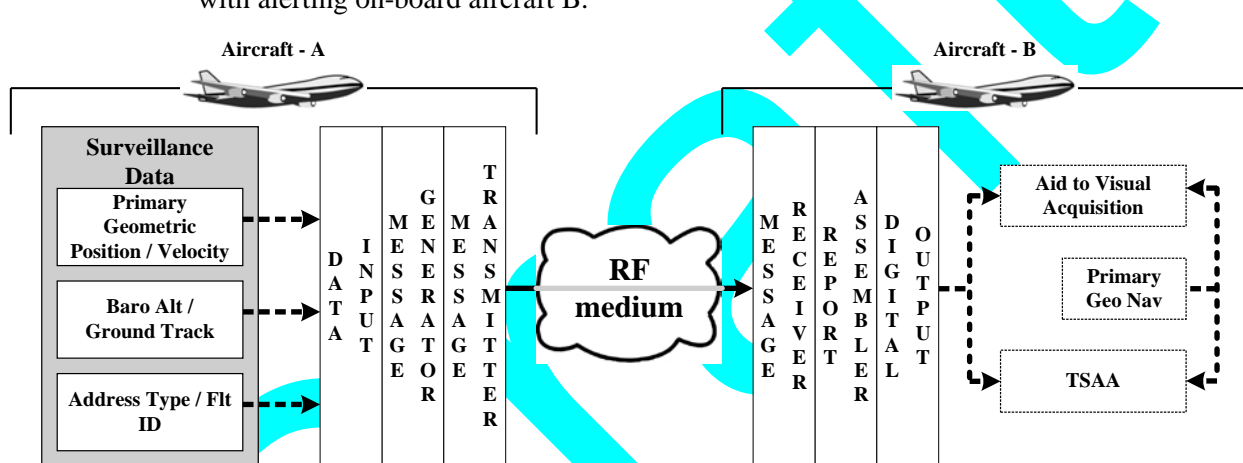 with alerting on-board aircraft B.
Aircraft - A
Aircraft - B
Surveillance
Data
Primary
Geometric
Position / Velocity
Baro Alt /
Ground Track
Address Type / Flt
ID
DATA
INPUT
MESSAGE
GENERATOR
MESSAGE
TRANSMITTER
RF
medium
MESSAGE
RECEIVER
REPORT
ASSEMBLER
DIGITAL
OUTPUT
Aid to Visual
Acquisition
Primary
Geo Nav
TSAA